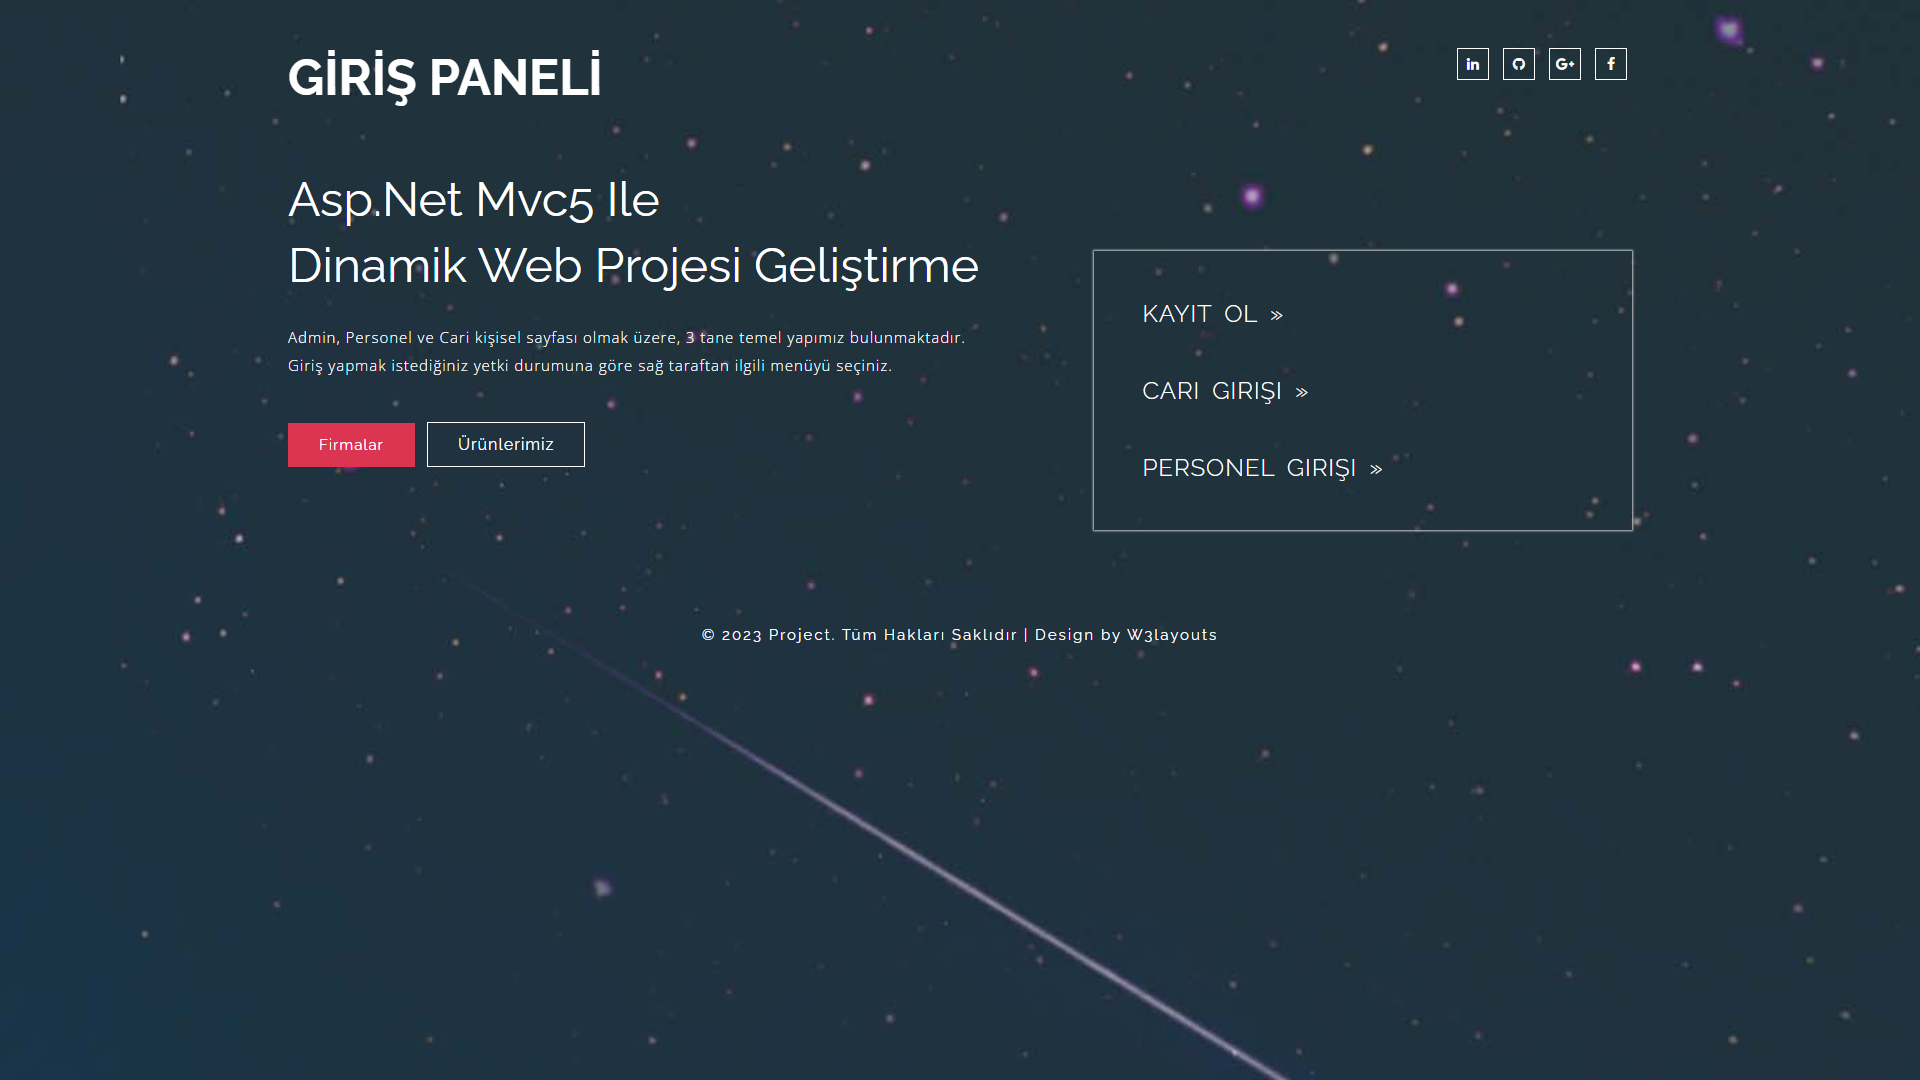 GİRİŞ PANELİ
in G+ f
Asp.Net Mvc5 Ile
Dinamik Web Projesi Geliştirme
Admin, Personel ve Cari kişisel sayfası olmak üzere, 3 tane temel yapımız bulunmaktadır.
Giriş yapmak istediğiniz yetki durumuna göre sağ taraftan ilgili menüyü seçiniz.
Firmalar
Ürünlerimiz
KAYIT OL »
CARI GIRIŞI »
PERSONEL GIRIŞI »
© 2023 Project. Tüm Hakları Saklıdır | Design by W3layouts